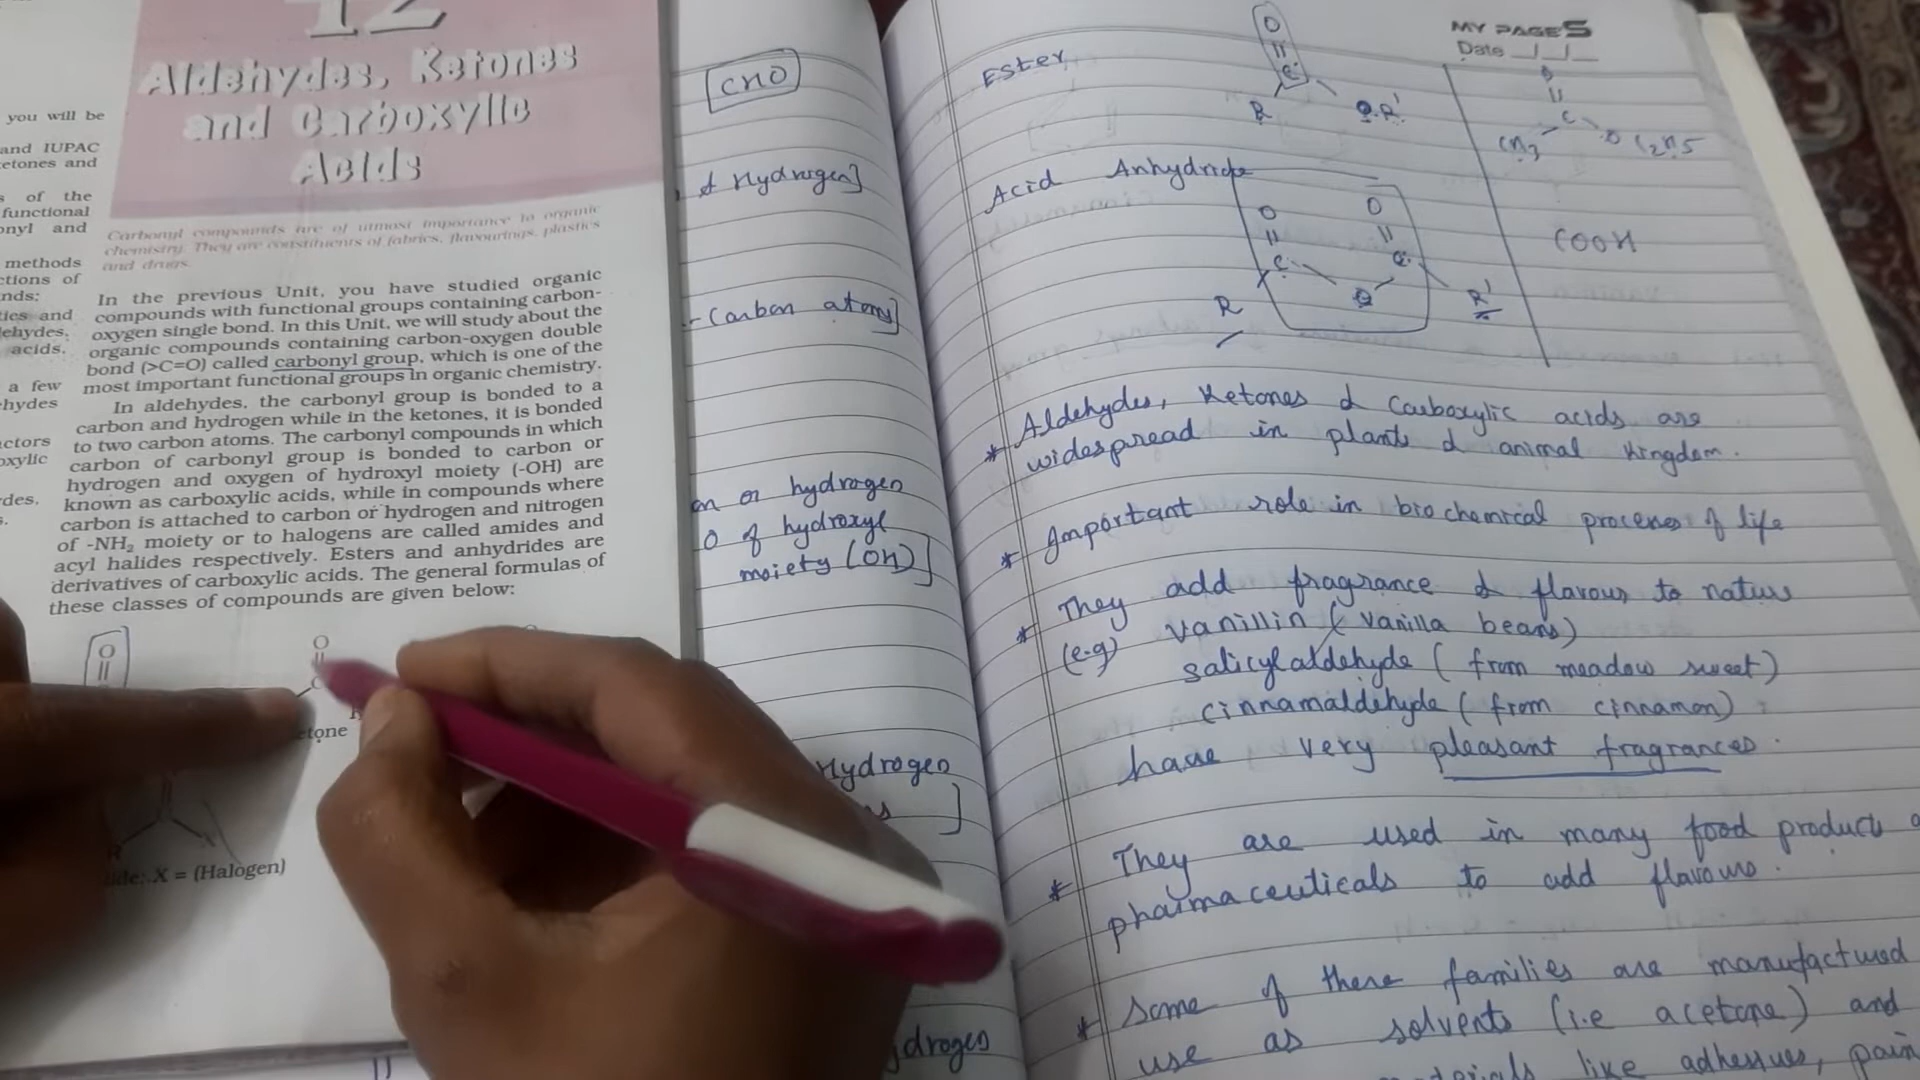 12
Aldehydes, Ketones
and Carboxylic
Acids
you will be
and IUPAC
etones and
of the
functional
onyl and
methods
ctions of
nds;
ties and
ehydes,
acids.
a few
hydes
actors
oxylic
des,
Carbonyl compounds are of utmost importance to organic
chemistry. They are constituents of fabrics, flavourings, plastics
and drugs.
In the previous Unit, you have studied organic
compounds with functional groups containing carbon-
oxygen single bond. In this Unit, we will study about the
organic compounds containing carbon-oxygen double
bond (>C=O) called carbonyl group, which is one of the
most important functional groups in organic chemistry.
In aldehydes, the carbonyl group is bonded to a
carbon and hydrogen while in the ketones, it is bonded
to two carbon atoms. The carbonyl compounds in which
carbon of carbonyl group is bonded to carbon or
hydrogen and oxygen of hydroxyl moiety (-OH) are
known as carboxylic acids, while in compounds where
carbon is attached to carbon or hydrogen and nitrogen
of -NH₂ moiety or to halogens are called amides and
acyl halides respectively. Esters and anhydrides are
derivatives of carboxylic acids. The general formulas of
these classes of compounds are given below:
O
O
etone
R
ide; X = (Halogen)
CHO
, & Hydrogen]
- Carbon atoms]
on or hydrogen
O of hydroxyl
moiety (OH)]
Hydrogen
]
ydrogen
MY PAGES
Date _/_/_
Ester
O
C
R
O.R'
O
C
CH3
O C2H5
Acid Anhydride
O
O
C
C
R
O
R'
COOH
* Aldehydes, Ketones & Carboxylic acids are
widespread in plants & animal Kingdom.
* Important role in biochemical process of life
* They add fragrance & flavour to nature
(e.g) vanillin (vanilla beans)
salicylaldehyde (from meadow sweet)
cinnamaldehyde (from cinnamon)
have very pleasant fragrances.
* They are used in many food products
pharmaceuticals to add flavours.
* Some of these families are manufactured
use as solvents (i.e acetone) and
like adhesives, pain